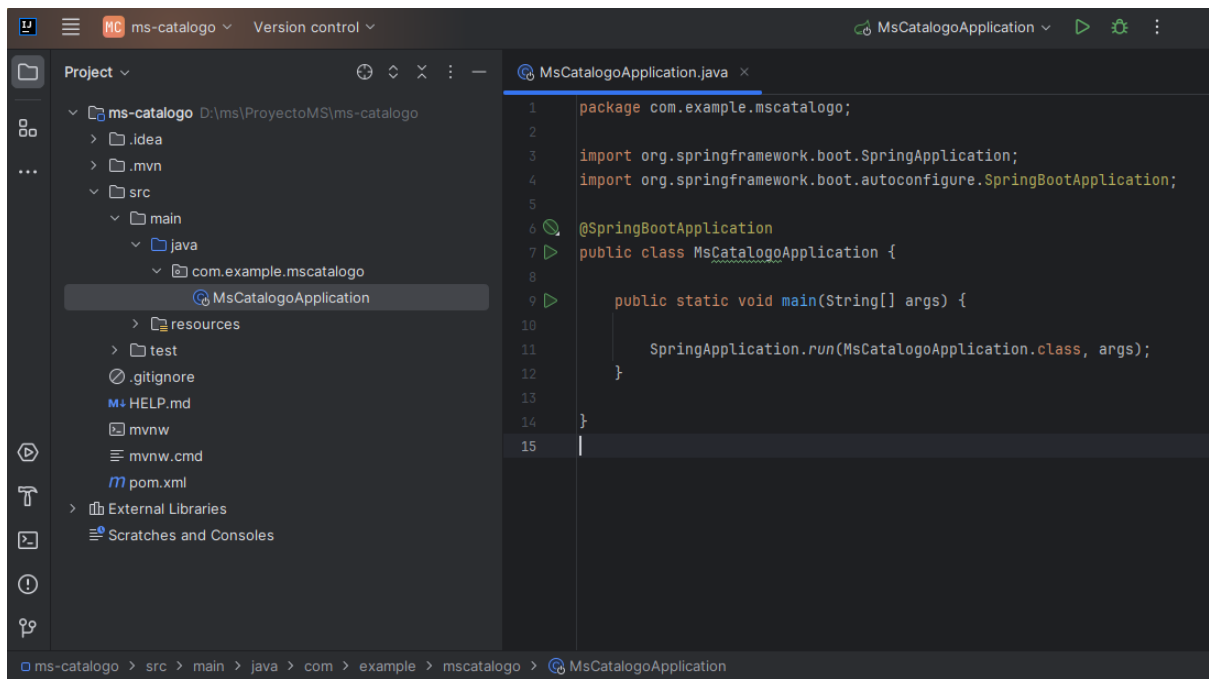 MC ms-catalogo Version control MsCatalogoApplication
Project
ms-catalogo D:\ms\ProyectoMS\ms-catalogo
.idea
.mvn
src
main
java
com.example.mscatalogo
MsCatalogoApplication
resources
test
.gitignore
M↓ HELP.md
mvnw
mvnw.cmd
m pom.xml
External Libraries
Scratches and Consoles
MsCatalogoApplication.java
1 package com.example.mscatalogo;
2
3 import org.springframework.boot.SpringApplication;
4 import org.springframework.boot.autoconfigure.SpringBootApplication;
5
6 @SpringBootApplication
7 public class MsCatalogoApplication {
8
9 public static void main(String[] args) {
10
11 SpringApplication.run(MsCatalogoApplication.class, args);
12 }
13
14 }
15
ms-catalogo > src > main > java > com > example > mscatalogo > MsCatalogoApplication